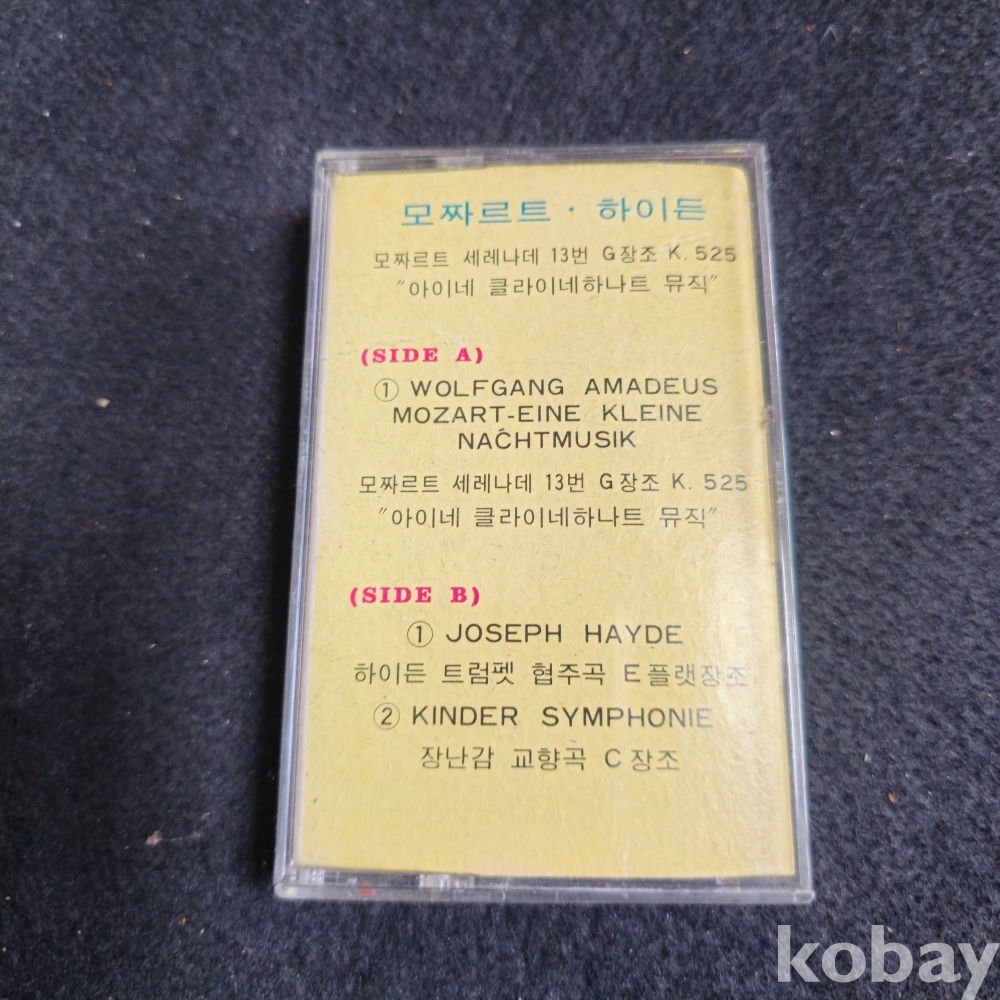 모짜르트 · 하이든
모짜르트 세레나데 13번 G장조 K. 525
"아이네 클라이네하나트 뮤직"
(SIDE A)
① WOLFGANG AMADEUS
MOZART-EINE KLEINE
NAĊHTMUSIK
모짜르트 세레나데 13번 G장조 K. 525
"아이네 클라이네하나트 뮤직"
(SIDE B)
① JOSEPH HAYDE
하이든 트럼펫 협주곡 E플랫장조
② KINDER SYMPHONIE
장난감 교향곡 C장조
kobay